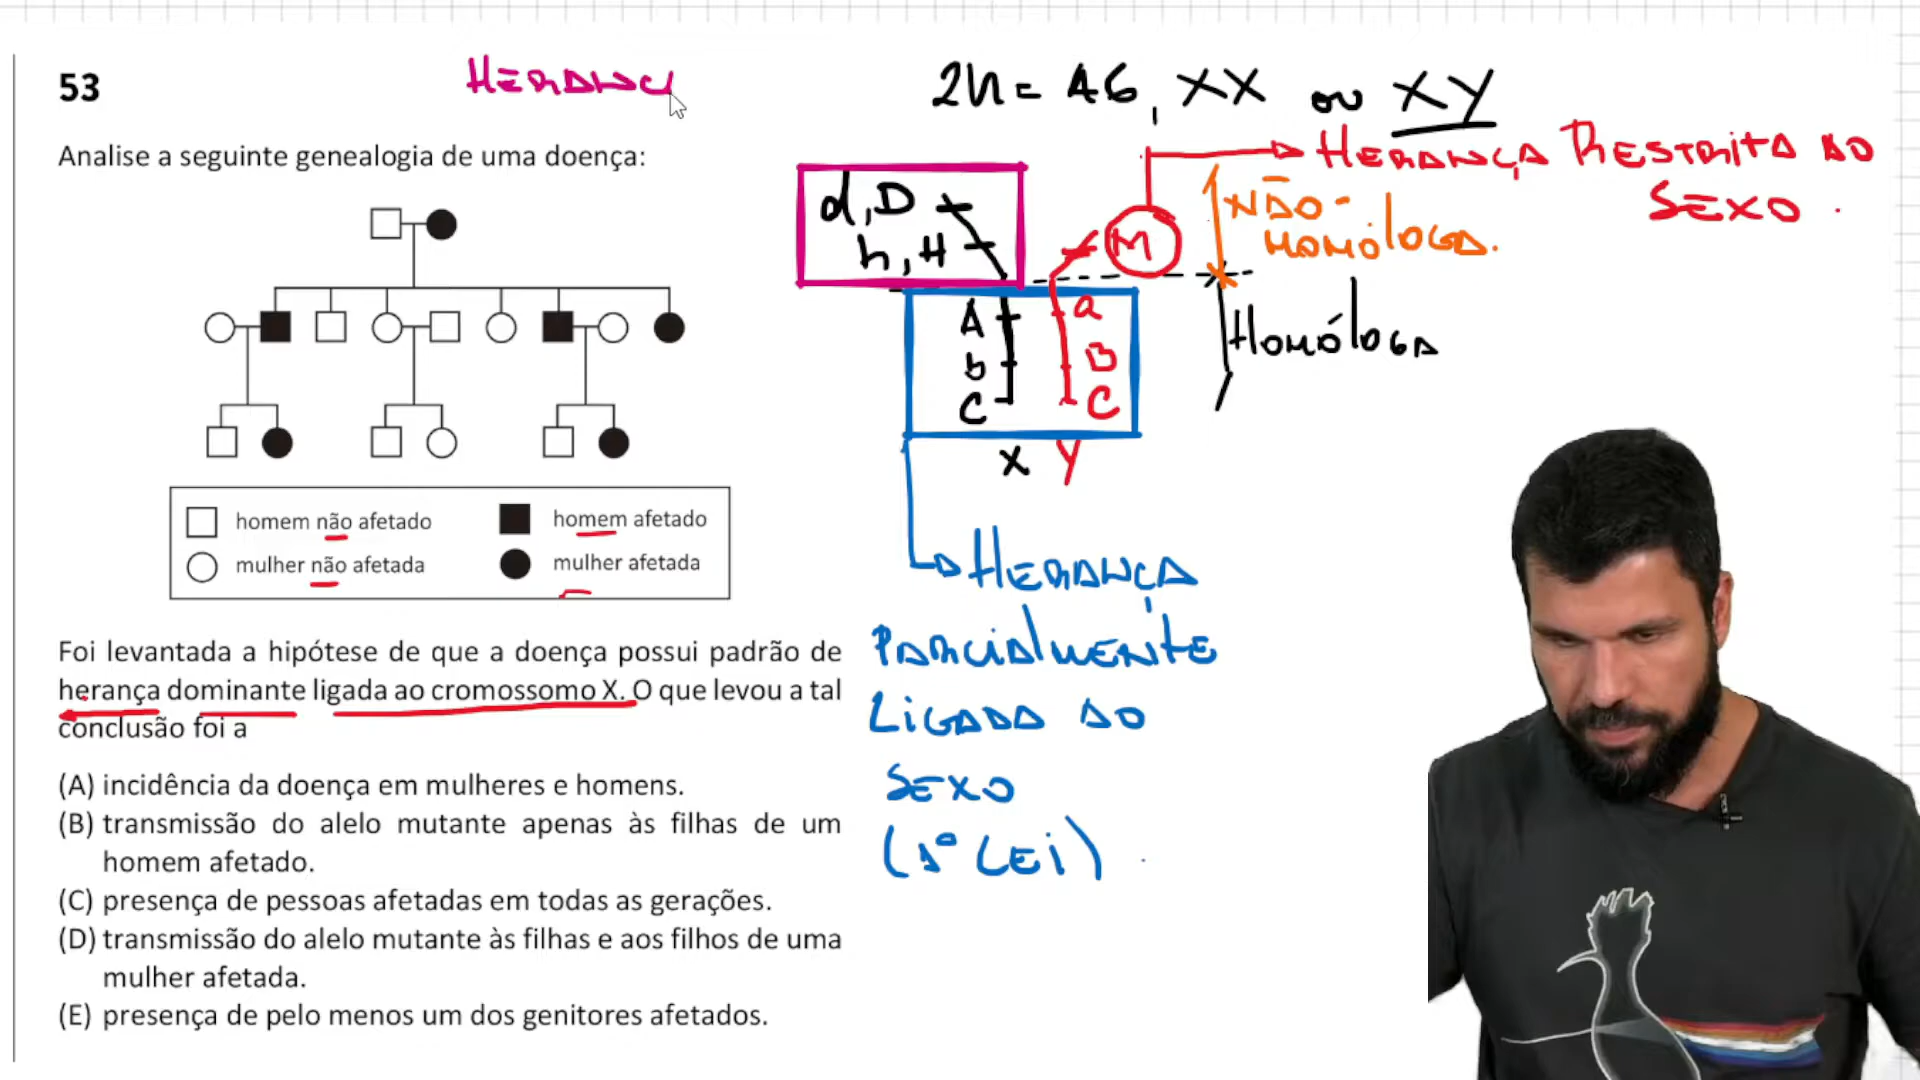 53
HERANC
Analise a seguinte genealogia de uma doença:
homem não afetado
homem afetado
mulher não afetada
mulher afetada
Foi levantada a hipótese de que a doença possui padrão de
herança dominante ligada ao cromossomo X. O que levou a tal
conclusão foi a
(A) incidência da doença em mulheres e homens.
(B) transmissão do alelo mutante apenas às filhas de um
homem afetado.
(C) presença de pessoas afetadas em todas as gerações.
(D) transmissão do alelo mutante às filhas e aos filhos de uma
mulher afetada.
(E) presença de pelo menos um dos genitores afetados.
2n = 46, XX ou XY
HERANÇA RESTRITA AO
SEXO.
d, D
h, H
M
NÃO-
HOMÓLOGA.
HOMÓLOGA
A a
b B
C C
X Y
HERANÇA
PARCIALMENTE
LIGADA AO
SEXO
(1ª LEI)